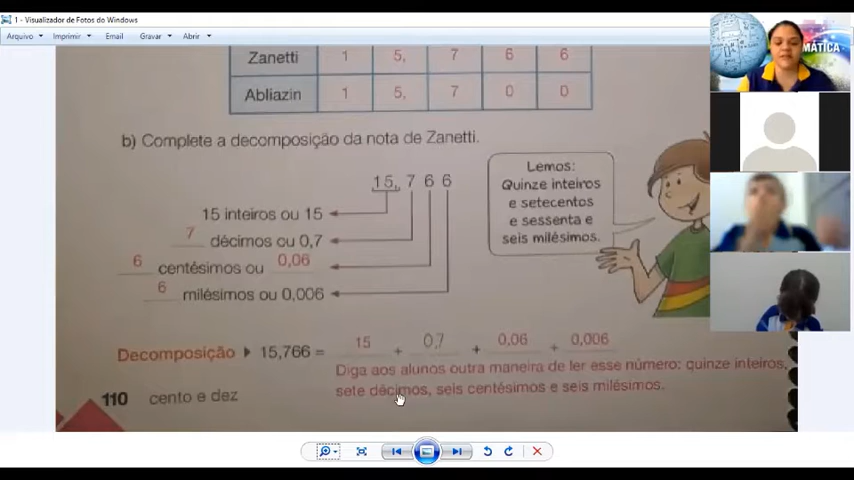 1 - Visualizador de Fotos do Windows
Arquivo Imprimir Email Gravar Abrir
Zanetti 1 5, 7 6 6
Abliazin 1 5, 7 0 0
b) Complete a decomposição da nota de Zanetti.
15,7 6 6
15 inteiros ou 15
7 décimos ou 0,7
6 centésimos ou 0,06
6 milésimos ou 0,006
Lemos:
Quinze inteiros
e setecentos
e sessenta e
seis milésimos.
Decomposição 15,766 = 15 + 0,7 + 0,06 + 0,006
Diga aos alunos outra maneira de ler esse número: quinze inteiros,
sete décimos, seis centésimos e seis milésimos.
110 cento e dez
ÁTICA